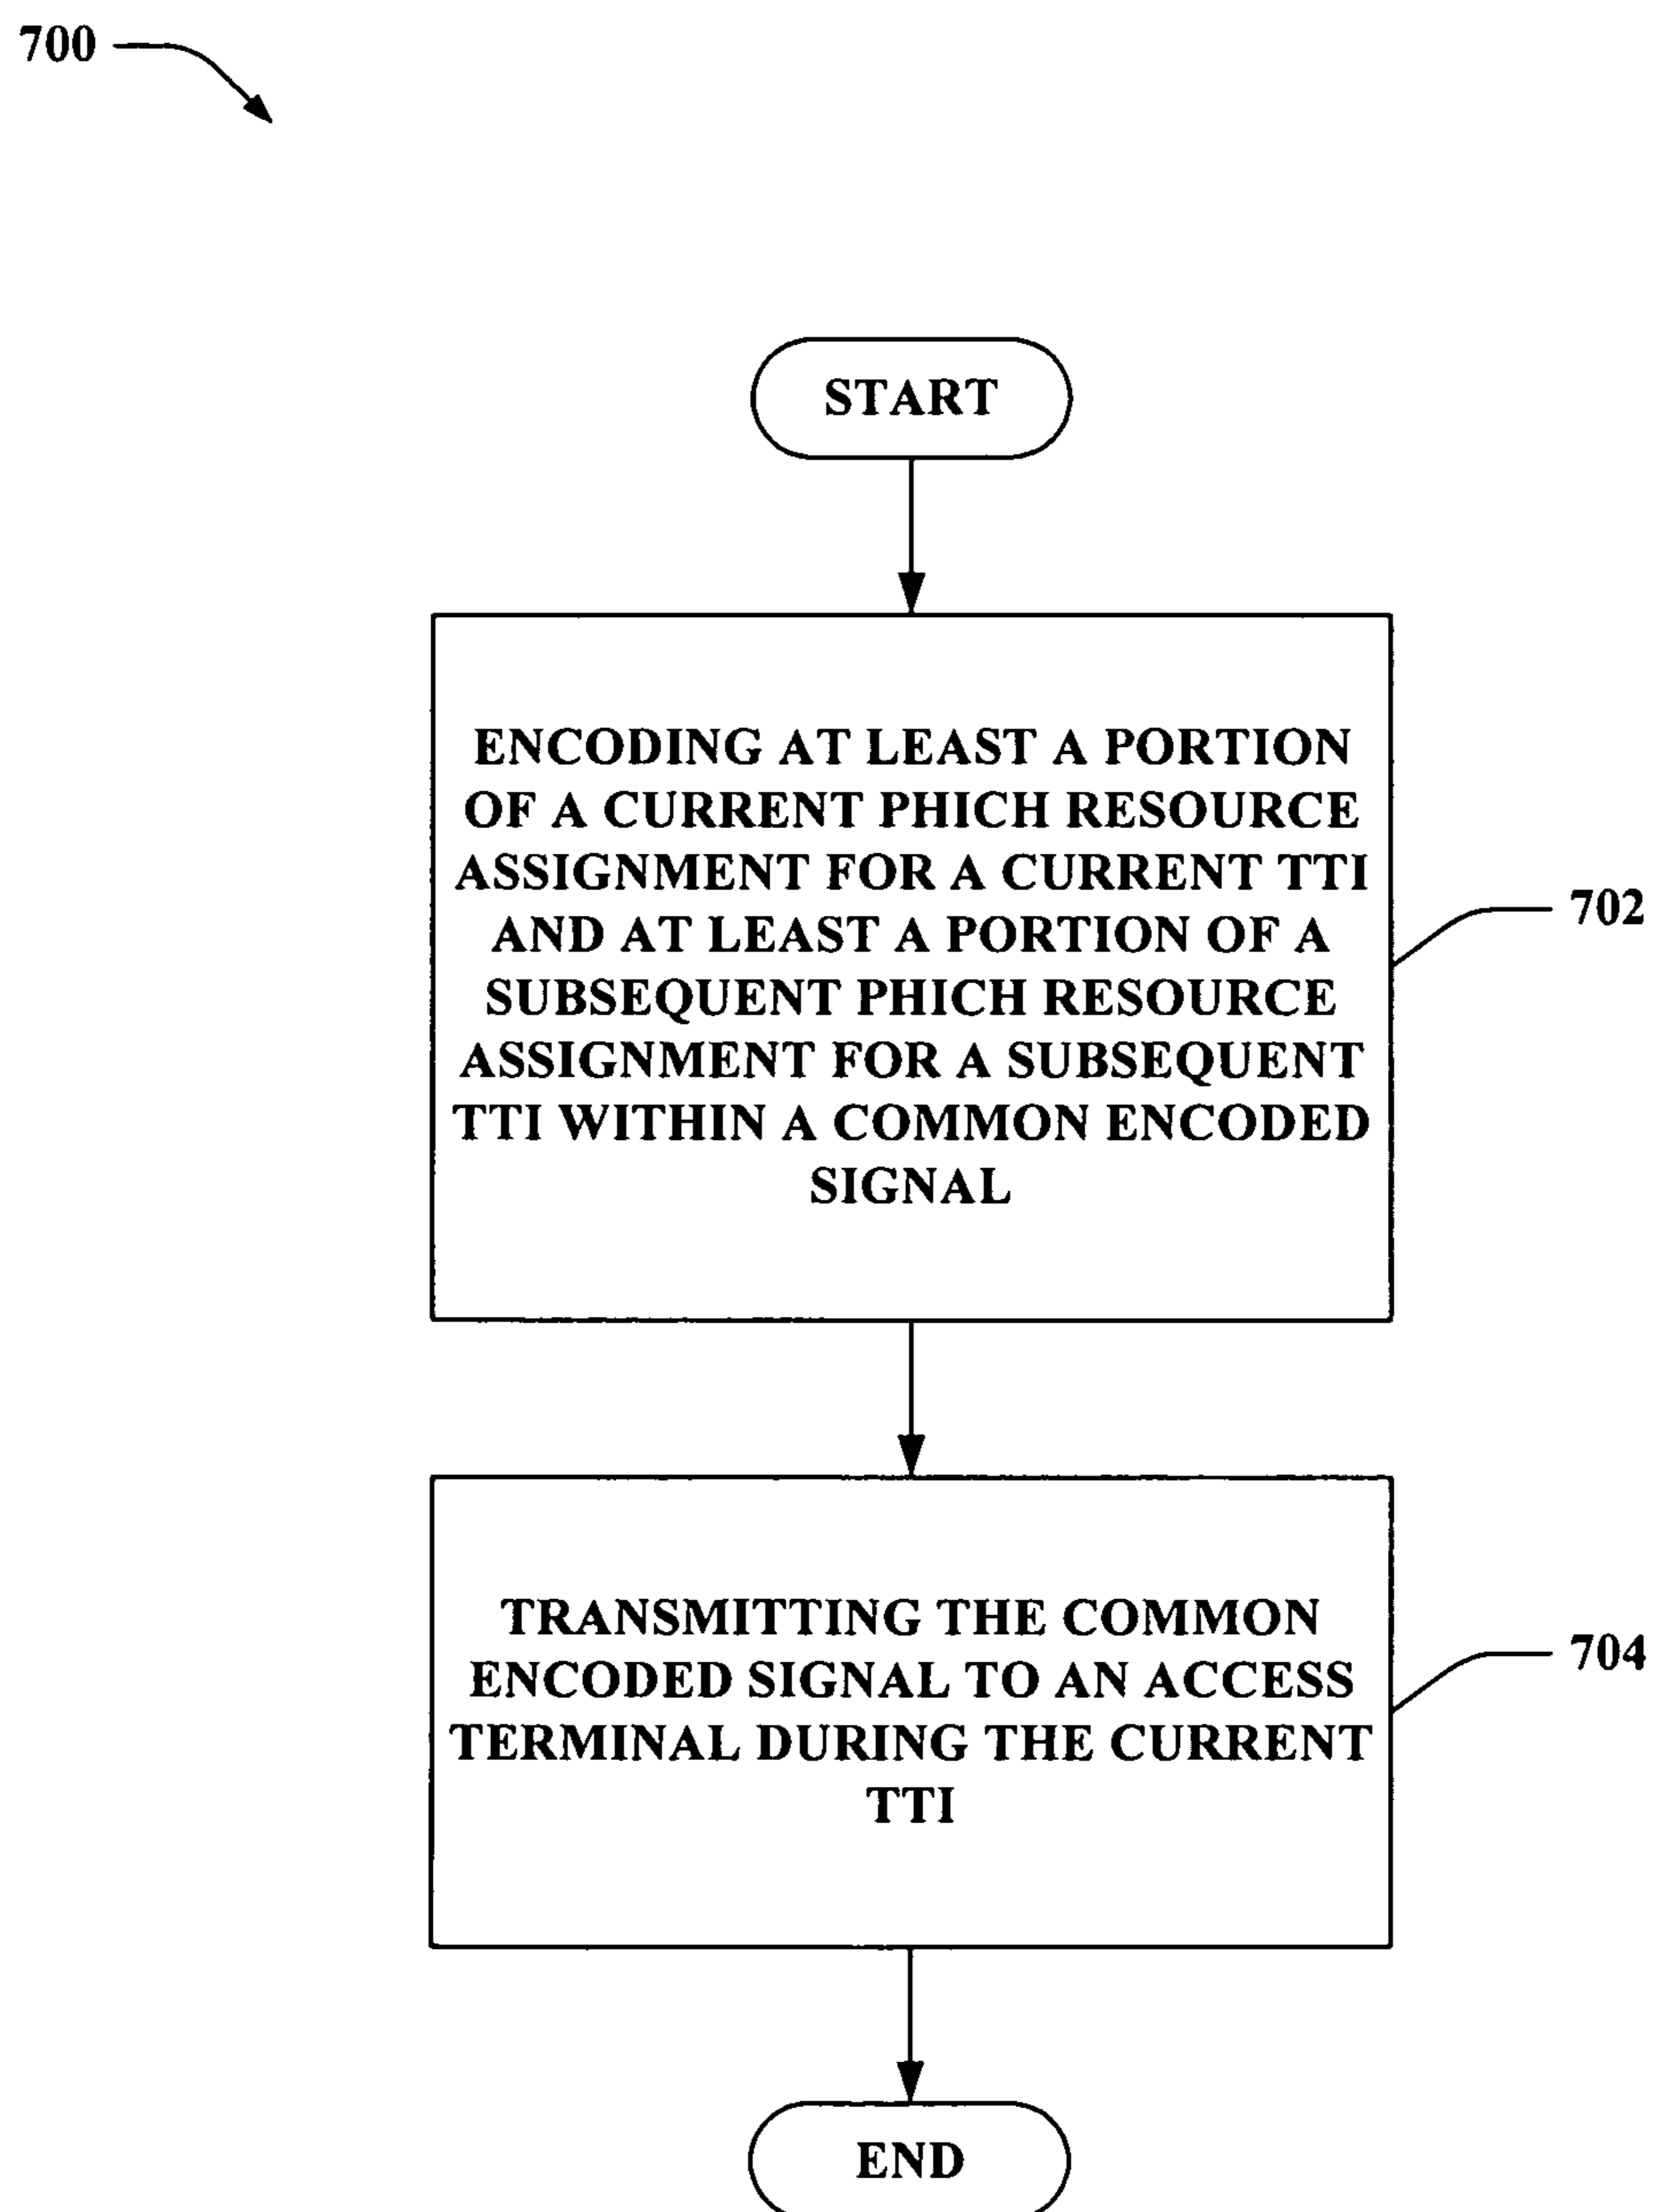 700
START
ENCODING AT LEAST A PORTION
OF A CURRENT PHICH RESOURCE
ASSIGNMENT FOR A CURRENT TTI
AND AT LEAST A PORTION OF A
SUBSEQUENT PHICH RESOURCE
ASSIGNMENT FOR A SUBSEQUENT
TTI WITHIN A COMMON ENCODED
SIGNAL
702
TRANSMITTING THE COMMON
ENCODED SIGNAL TO AN ACCESS
TERMINAL DURING THE CURRENT
TTI
704
END